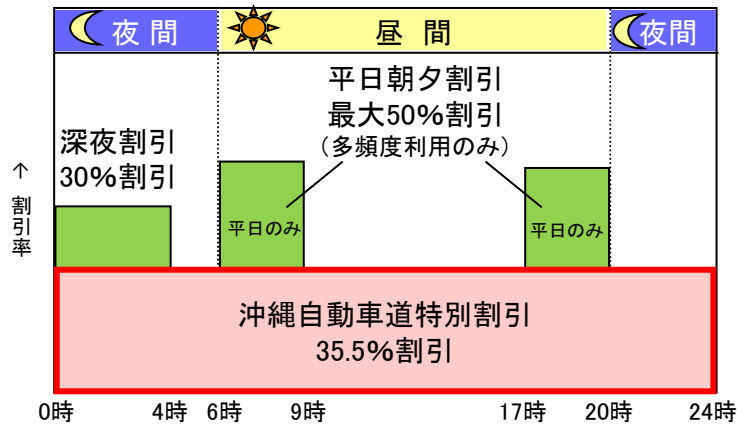 夜間
昼間
夜間
平日朝夕割引
最大50%割引
（多頻度利用のみ）
深夜割引
30%割引
↑
割引率
平日のみ
平日のみ
沖縄自動車道特別割引
35.5%割引
0時
4時
6時
9時
17時
20時
24時